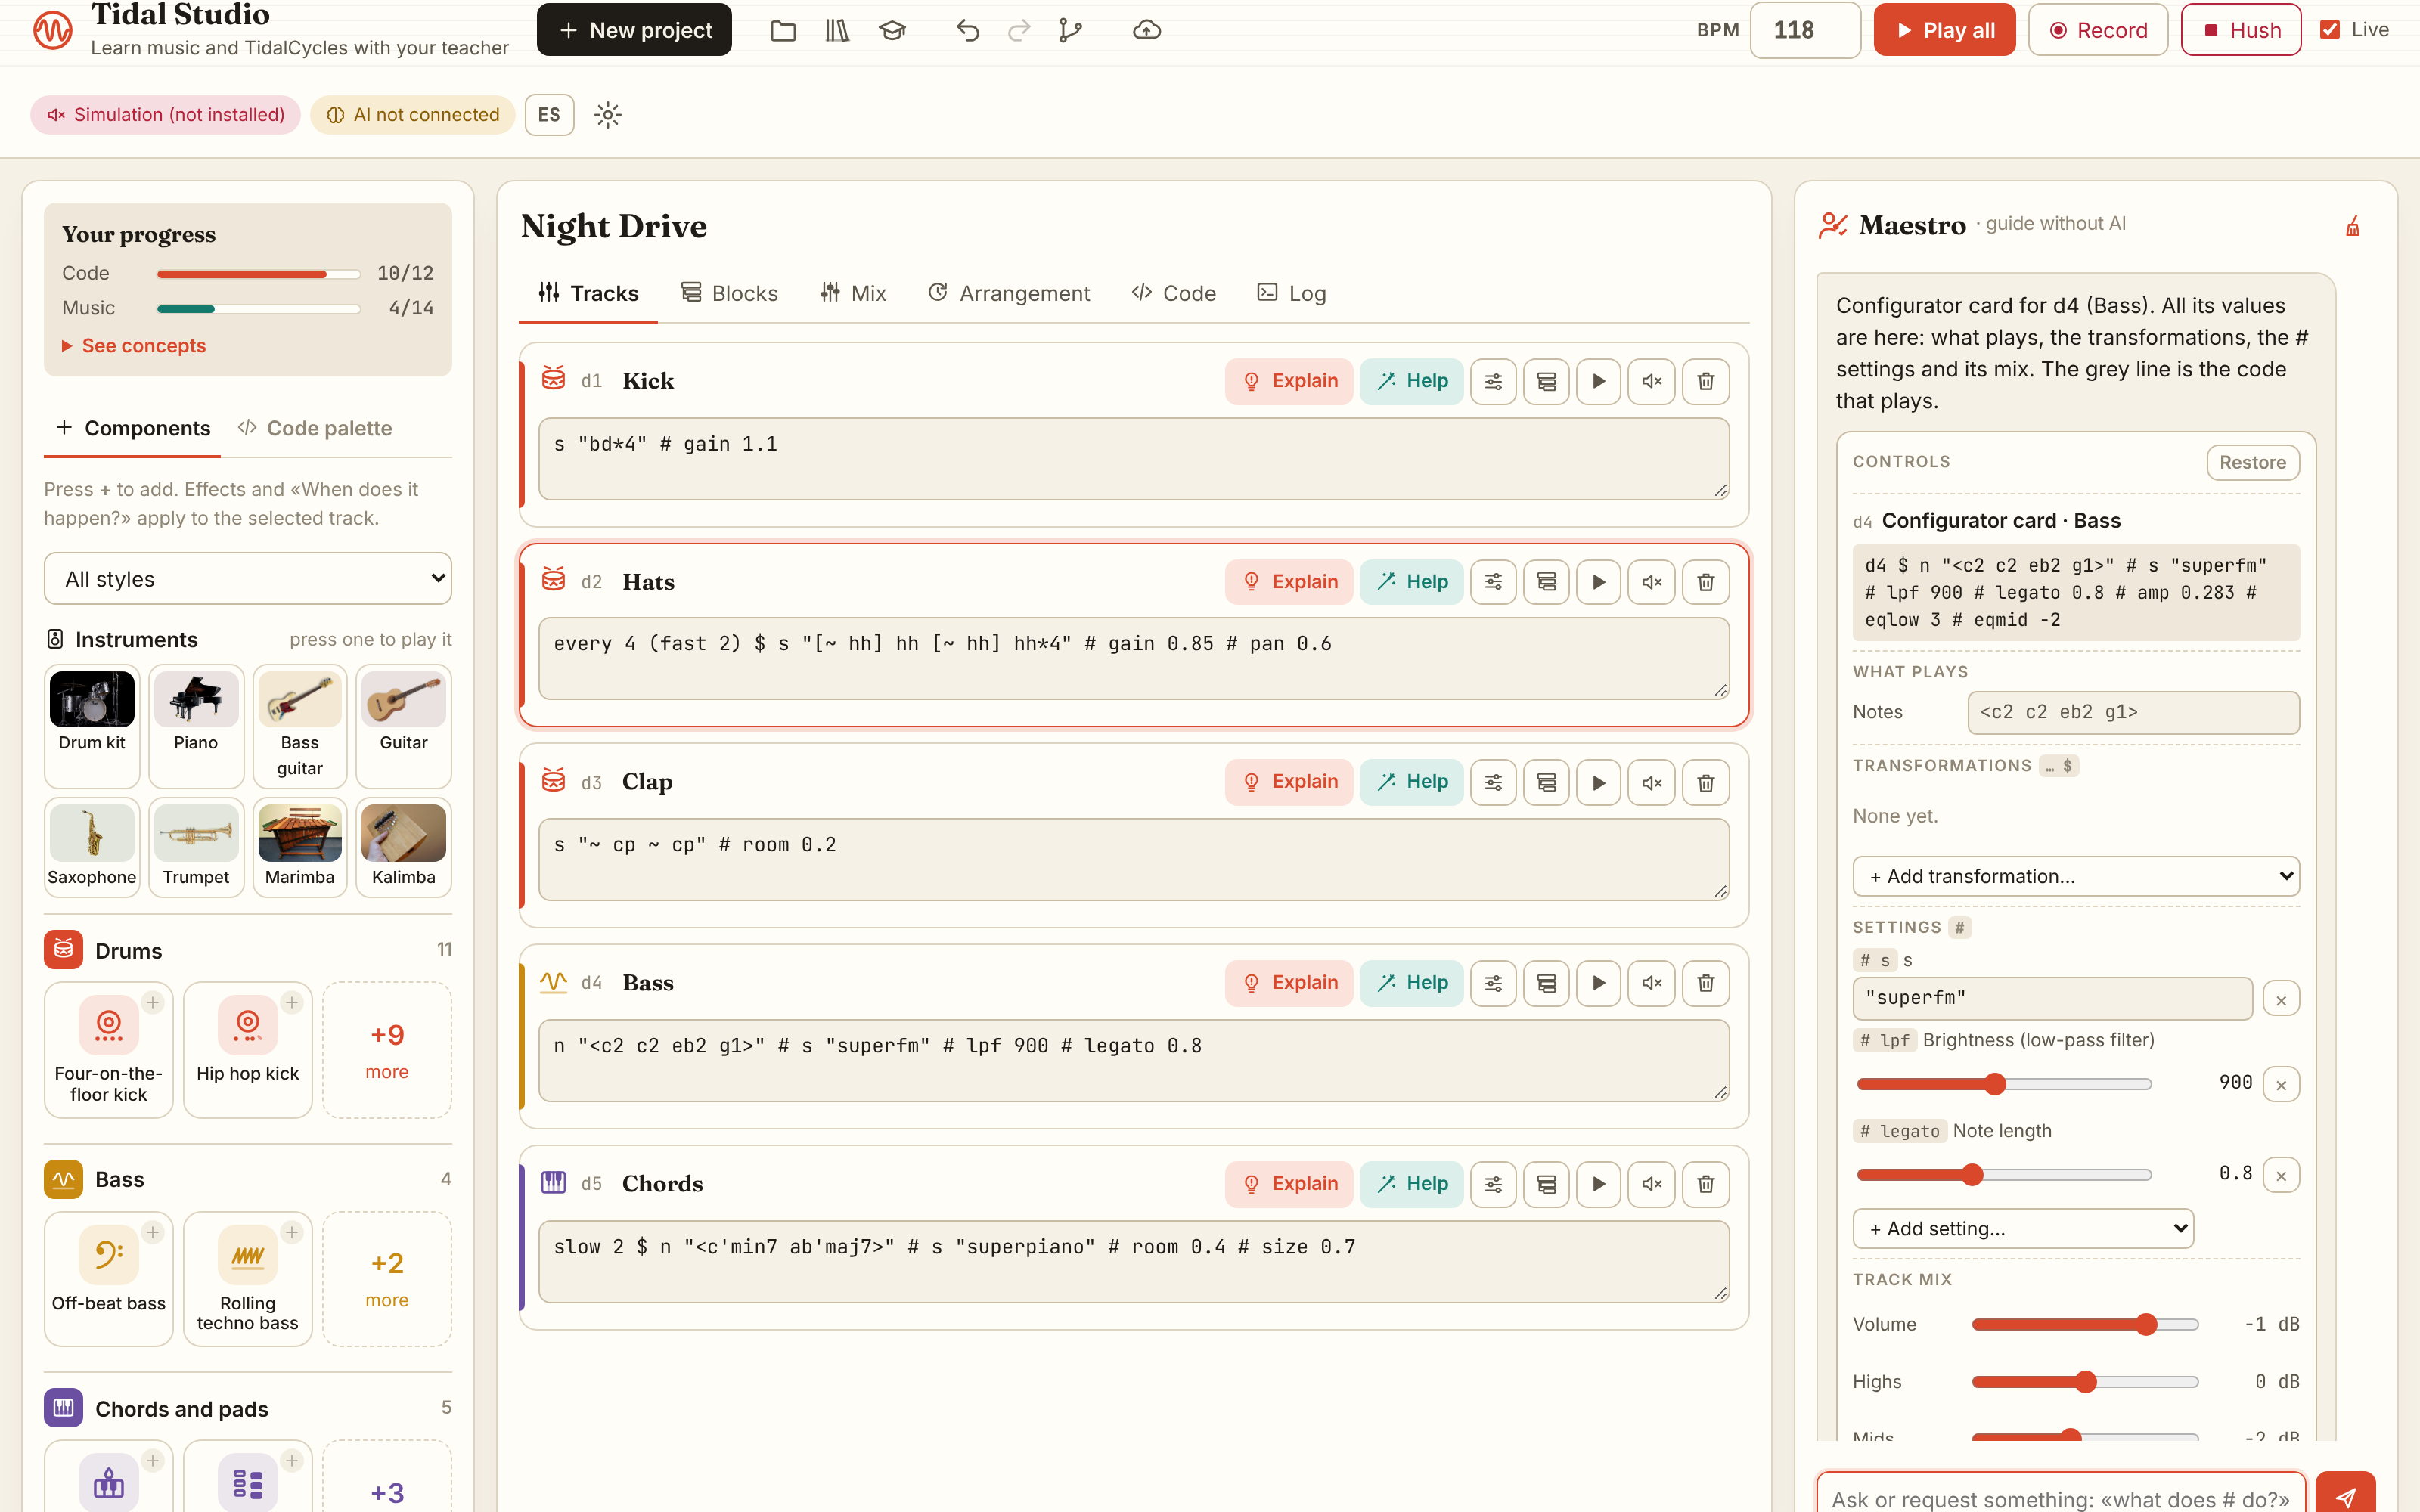 Tidal Studio
Learn music and TidalCycles with your teacher
New project
BPM
118
Play all
Record
Hush
Live
Simulation (not installed)
AI not connected
ES
Your progress
Code 10/12
Music 4/14
See concepts
Components
Code palette
Press + to add. Effects and «When does it
happen?» apply to the selected track.
All styles
Instruments
press one to play it
Drum kit
Piano
Bass
guitar
Guitar
Saxophone
Trumpet
Marimba
Kalimba
Drums
11
Four-on-the-
floor kick
Hip hop kick
+9
more
Bass
4
Off-beat bass
Rolling
techno bass
+2
more
Chords and pads
5
+3
Night Drive
Tracks
Blocks
Mix
Arrangement
Code
Log
d1 Kick
Explain
Help
s "bd*4" # gain 1.1
d2 Hats
Explain
Help
every 4 (fast 2) $ s "[~ hh] hh [~ hh] hh*4" # gain 0.85 # pan 0.6
d3 Clap
Explain
Help
s "~ cp ~ cp" # room 0.2
d4 Bass
Explain
Help
n "<c2 c2 eb2 g1>" # s "superfm" # lpf 900 # legato 0.8
d5 Chords
Explain
Help
slow 2 $ n "<c'min7 ab'maj7>" # s "superpiano" # room 0.4 # size 0.7
Maestro · guide without AI
Configurator card for d4 (Bass). All its values
are here: what plays, the transformations, the #
settings and its mix. The grey line is the code
that plays.
CONTROLS
Restore
d4 Configurator card · Bass
d4 $ n "<c2 c2 eb2 g1>" # s "superfm"
# lpf 900 # legato 0.8 # amp 0.283 #
eqlow 3 # eqmid -2
WHAT PLAYS
Notes
<c2 c2 eb2 g1>
TRANSFORMATIONS … $
None yet.
+ Add transformation...
SETTINGS #
# s s
"superfm"
# lpf Brightness (low-pass filter)
900
# legato Note length
0.8
+ Add setting...
TRACK MIX
Volume -1 dB
Highs 0 dB
Mids -2 dB
Ask or request something: «what does # do?»